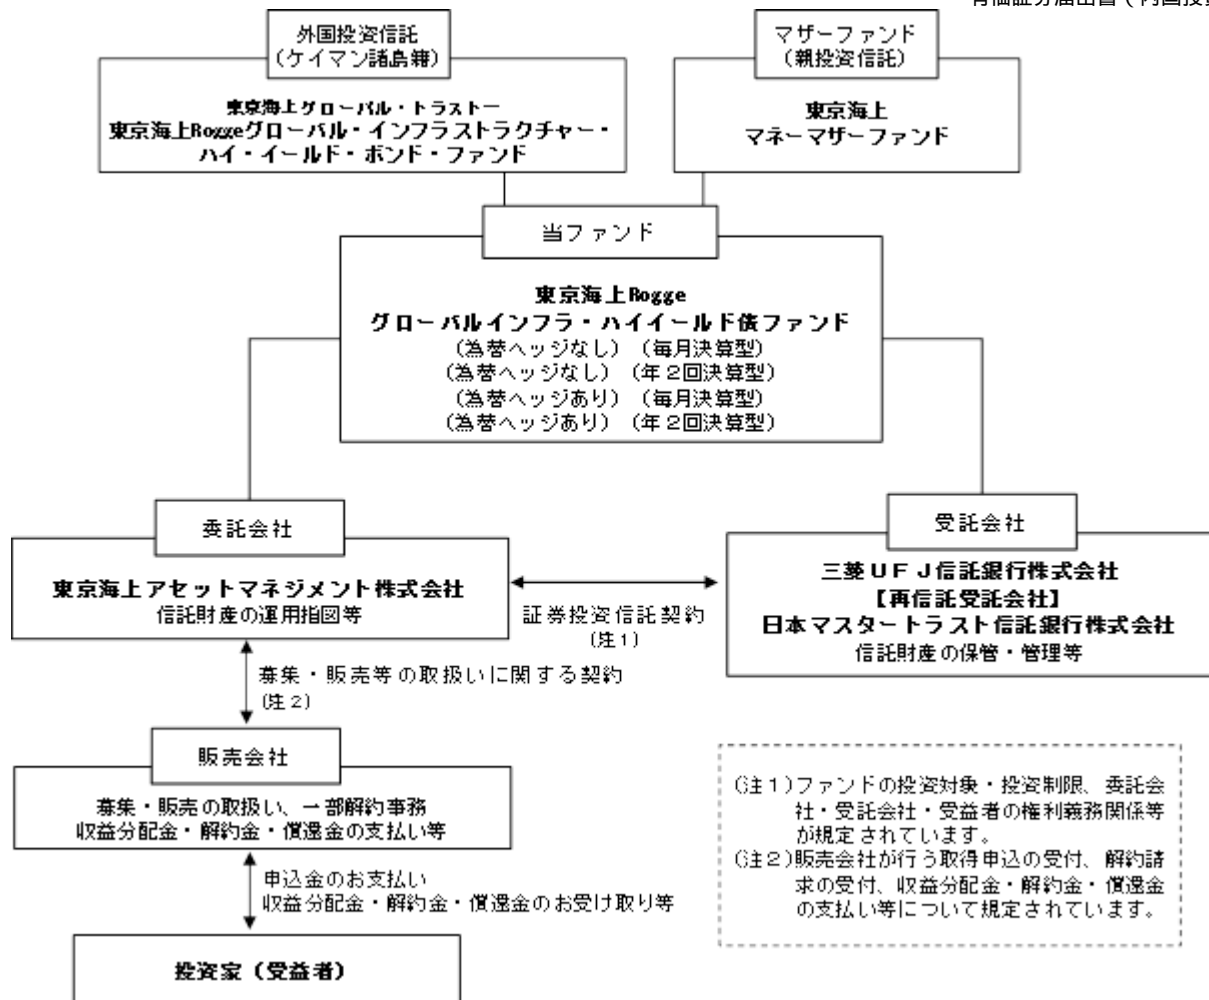 有価証券届出書（内国投資
外国投資信託
（ケイマン諸島籍）
東京海上グローバル・トラスト－
東京海上Roggeグローバル・インフラストラクチャー・
ハイ・イールド・ボンド・ファンド
マザーファンド
（親投資信託）
東京海上
マネーマザーファンド
当ファンド
東京海上Rogge
グローバルインフラ・ハイイールド債ファンド
（為替ヘッジなし）（毎月決算型）
（為替ヘッジなし）（年２回決算型）
（為替ヘッジあり）（毎月決算型）
（為替ヘッジあり）（年２回決算型）
委託会社
東京海上アセットマネジメント株式会社
信託財産の運用指図等
証券投資信託契約
（注１）
受託会社
三菱ＵＦＪ信託銀行株式会社
【再信託受託会社】
日本マスタートラスト信託銀行株式会社
信託財産の保管・管理等
募集・販売等の取扱いに関する契約
（注２）
販売会社
募集・販売の取扱い、一部解約事務
収益分配金・解約金・償還金の支払い等
申込金のお支払い
収益分配金・解約金・償還金のお受け取り等
投資家（受益者）
（注１）ファンドの投資対象・投資制限、委託会
社・受託会社・受益者の権利義務関係等
が規定されています。
（注２）販売会社が行う取得申込の受付、解約請
求の受付、収益分配金・解約金・償還金
の支払い等について規定されています。